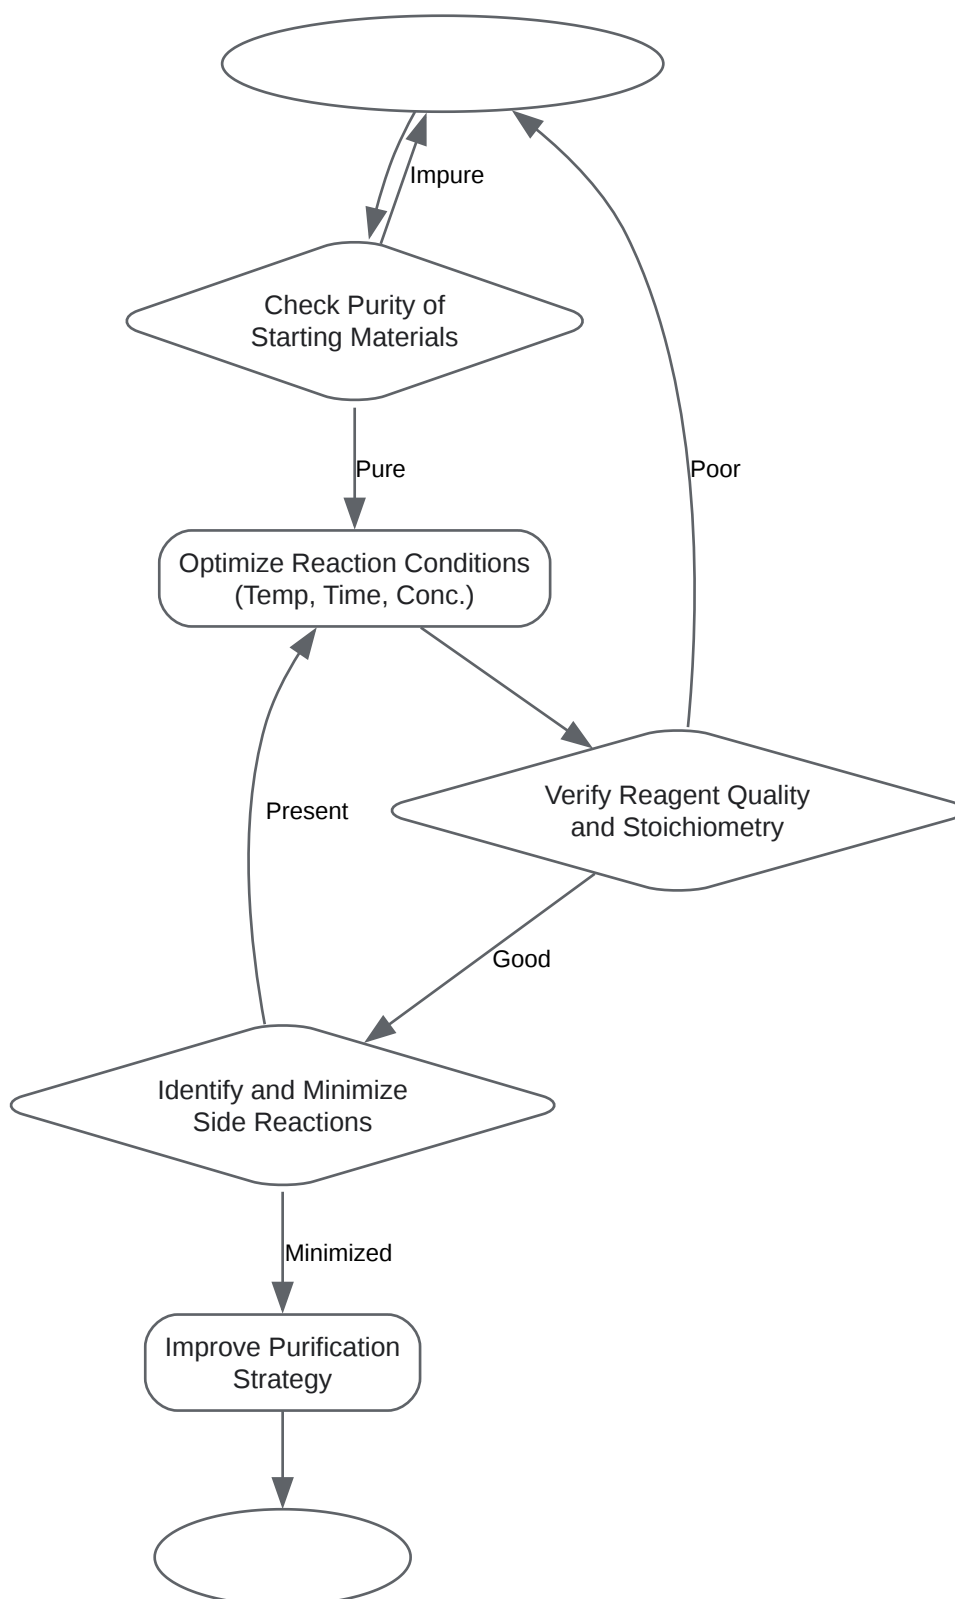 Impure
Check Purity of
Starting Materials
Pure
Poor
Optimize Reaction Conditions
(Temp, Time, Conc.)
Verify Reagent Quality
and Stoichiometry
Present
Good
Identify and Minimize
Side Reactions
Minimized
Improve Purification
Strategy